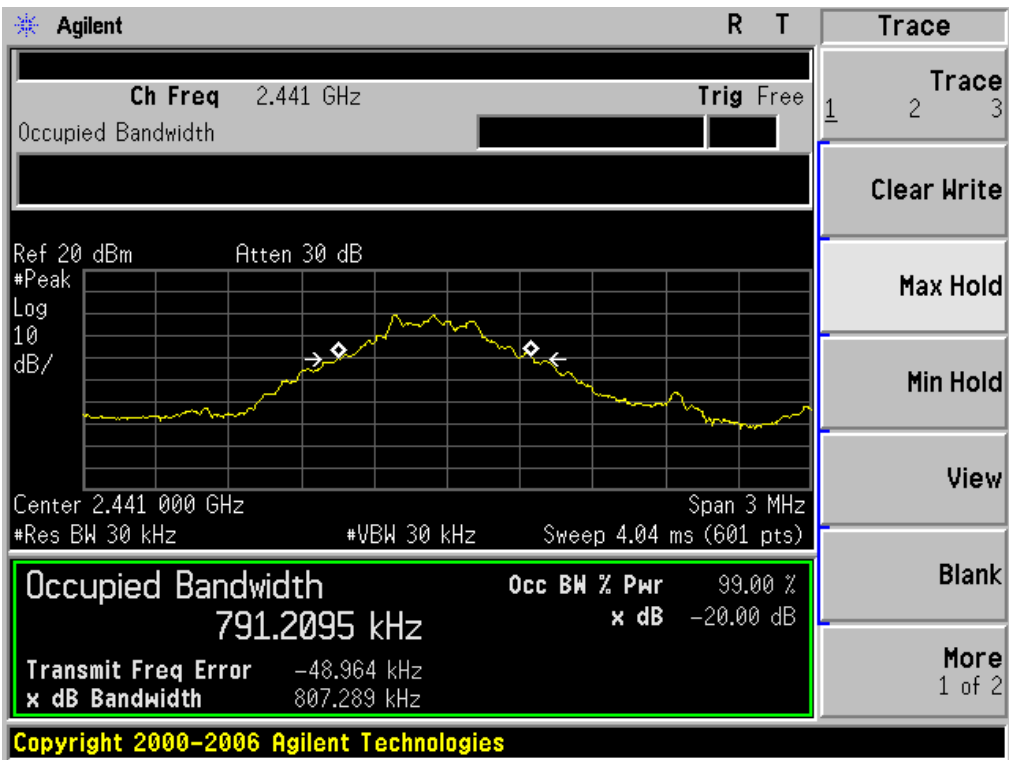 Agilent R T Trace
Ch Freq 2.441 GHz Trig Free
Occupied Bandwidth
Trace
1 2 3
Clear Write
Max Hold
Min Hold
View
Blank
More
1 of 2
Ref 20 dBm Atten 30 dB
#Peak
Log
10
dB/
Center 2.441 000 GHz Span 3 MHz
#Res BW 30 kHz #VBW 30 kHz Sweep 4.04 ms (601 pts)
Occupied Bandwidth Occ BW % Pwr 99.00 %
791.2095 kHz x dB -20.00 dB
Transmit Freq Error -48.964 kHz
x dB Bandwidth 807.289 kHz
Copyright 2000-2006 Agilent Technologies